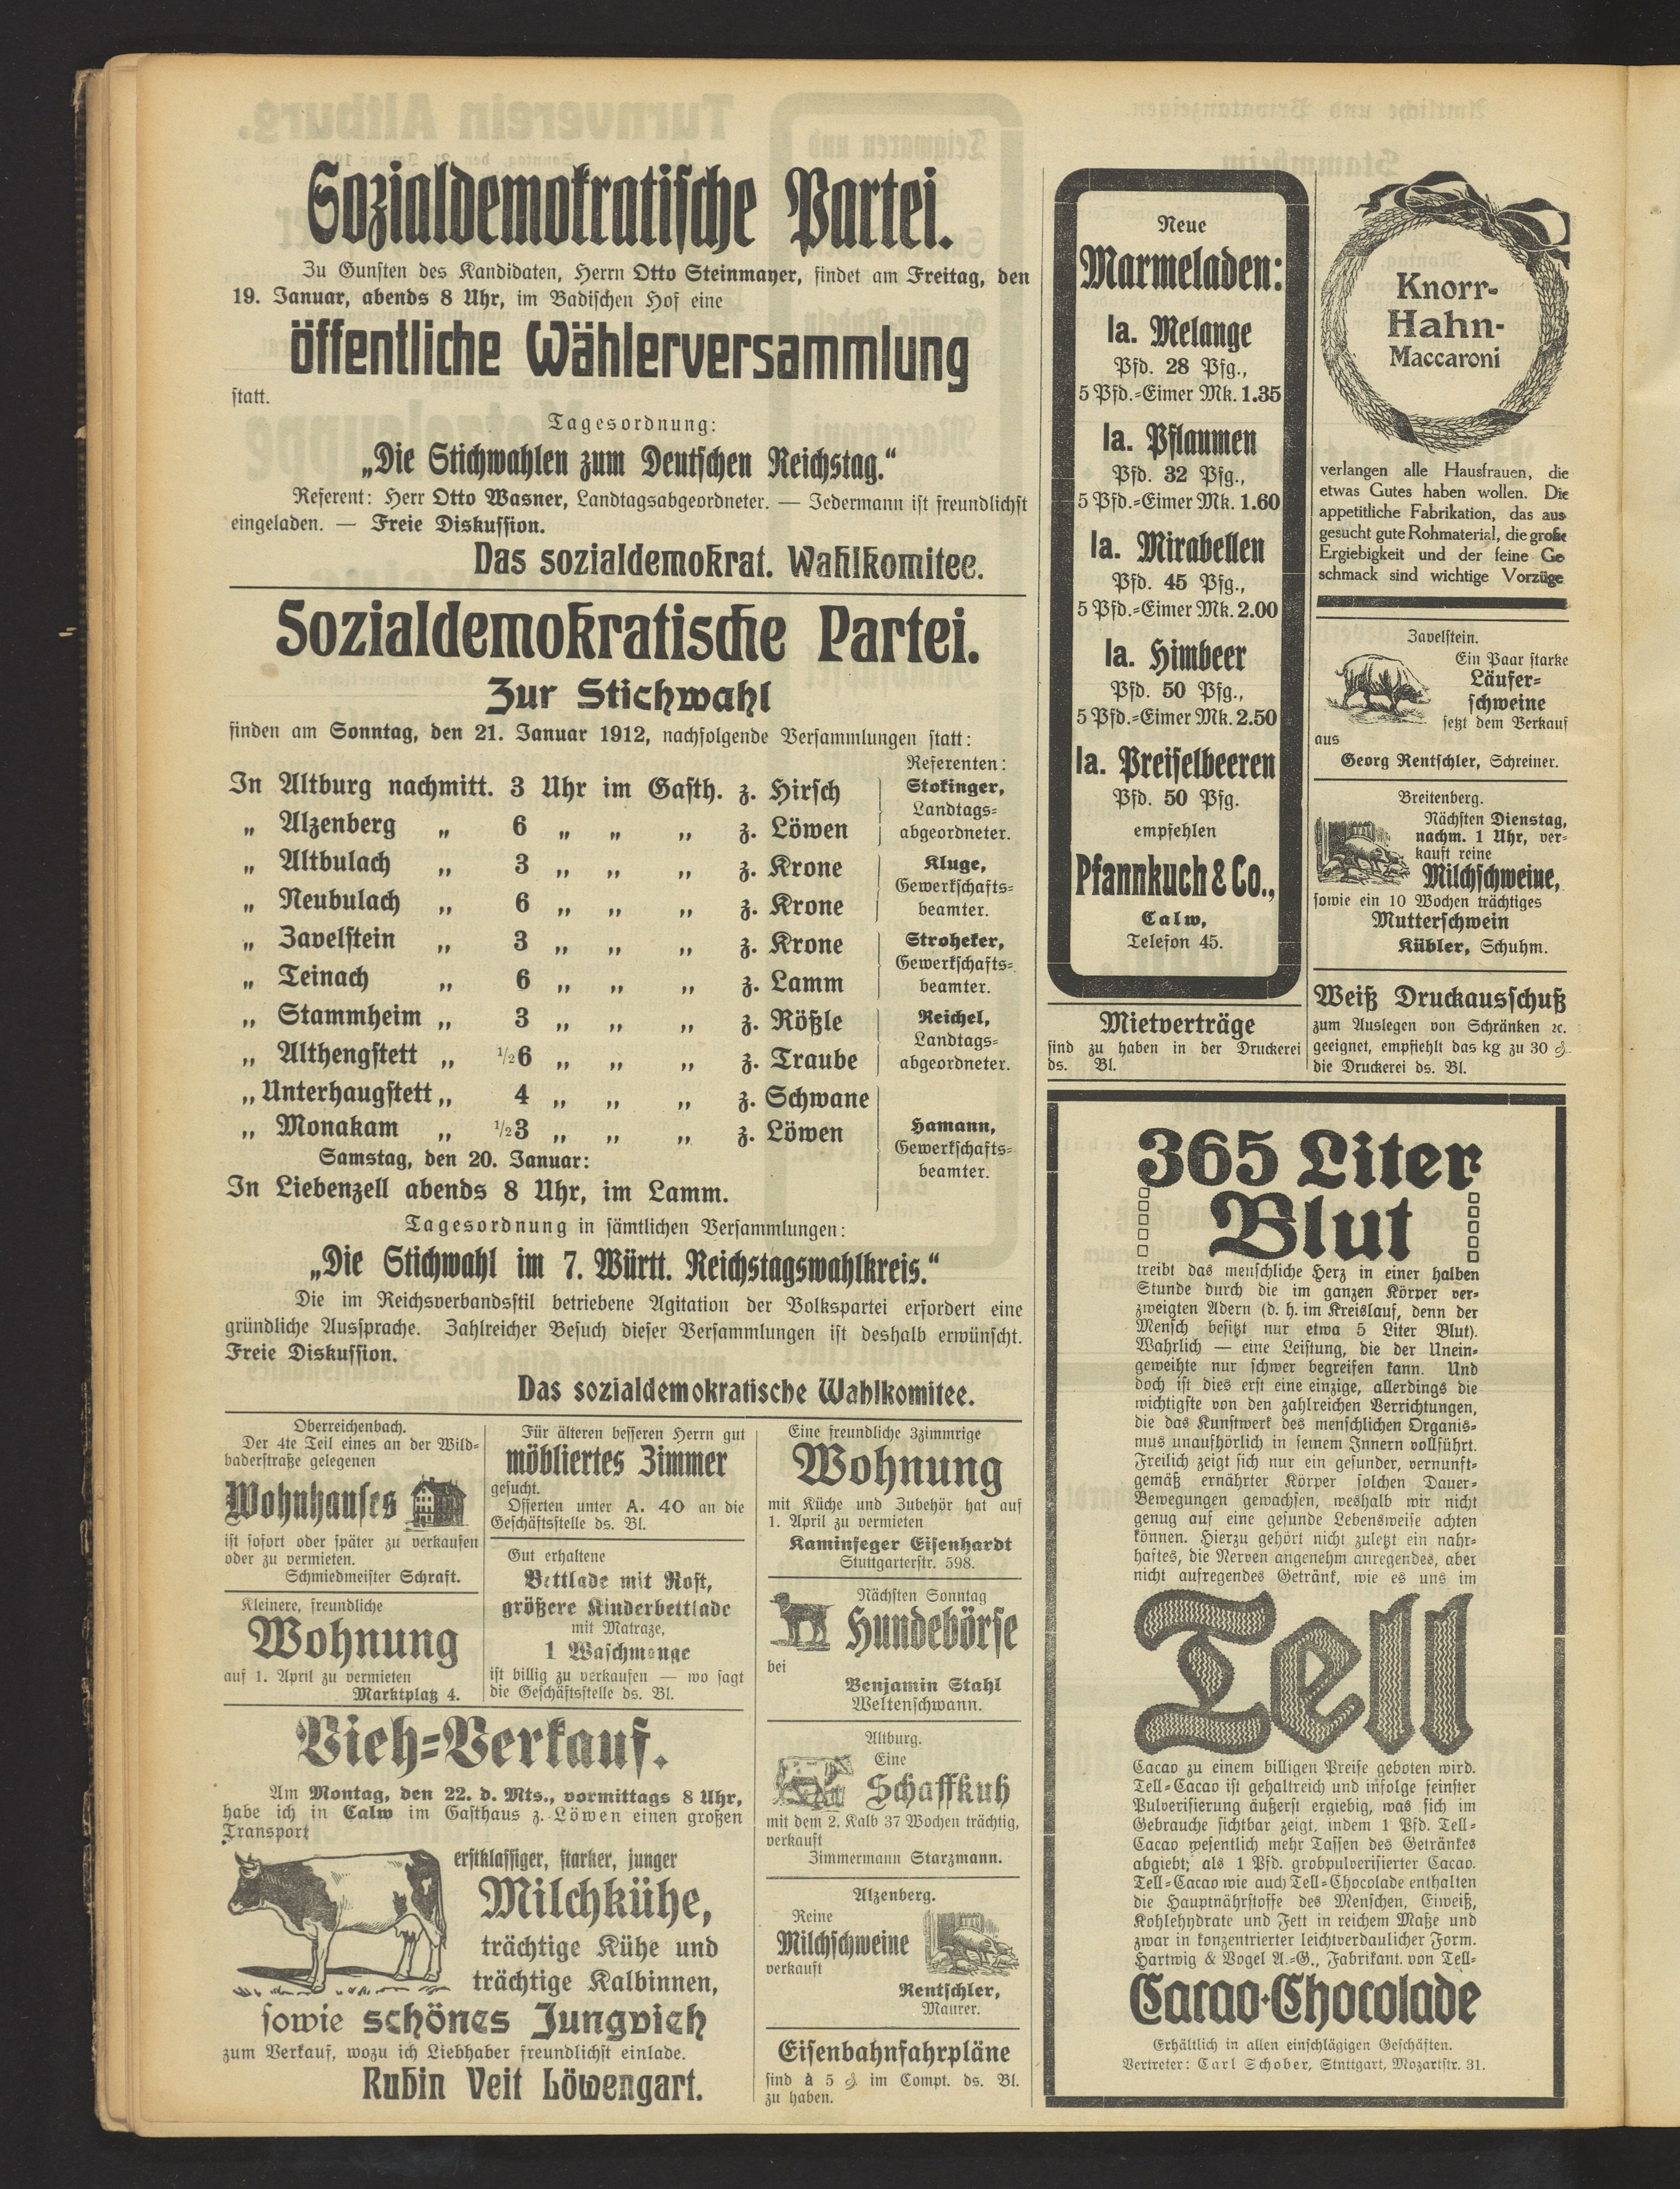 Sozialdemokratische Partei.
Zu Gunsten des Kandidaten, Herrn Otto Steinmayer, findet am Freitag, den
19. Januar, abends 8 Uhr, im Badischen Hof eine
öffentliche Wählerversammlung
statt.
Tagesordnung:
„Die Stichwahlen zum Deutschen Reichstag.“
Referent: Herr Otto Wasner, Landtagsabgeordneter. — Jedermann ist freundlichst
eingeladen. — Freie Diskussion.
Das sozialdemokrat. Wahlkomitee.
Sozialdemokratische Partei.
Zur Stichwahl
finden am Sonntag, den 21. Januar 1912, nachfolgende Versammlungen statt:
Referenten:
In Altburg nachmitt. 3 Uhr im Gasth. z. Hirsch
„ Alzenberg „ 6 „ „ „ z. Löwen
Stokinger,
Landtags-
abgeordneter.
„ Altbulach „ 3 „ „ „ z. Krone
„ Neubulach „ 6 „ „ „ z. Krone
Kluge,
Gewerkschafts-
beamter.
„ Zavelstein „ 3 „ „ „ z. Krone
„ Teinach „ 6 „ „ „ z. Lamm
Stroheker,
Gewerkschafts-
beamter.
„ Stammheim „ 3 „ „ „ z. Rößle
„ Althengstett „ 1/26 „ „ „ z. Traube
Reichel,
Landtags-
abgeordneter.
„ Unterhaugstett „ 4 „ „ „ z. Schwane
„ Monakam „ 1/23 „ „ „ z. Löwen
Samstag, den 20. Januar:
In Liebenzell abends 8 Uhr, im Lamm.
Hamann,
Gewerkschafts-
beamter.
Tagesordnung in sämtlichen Versammlungen:
„Die Stichwahl im 7. Württ. Reichstagswahlkreis.“
Die im Reichsverbandsstil betriebene Agitation der Volkspartei erfordert eine
gründliche Aussprache. Zahlreicher Besuch dieser Versammlungen ist deshalb erwünscht.
Freie Diskussion.
Das sozialdemokratische Wahlkomitee.
Oberreichenbach.
Der 4te Teil eines an der Wild-
baderstraße gelegenen
Wohnhauses
ist sofort oder später zu verkaufen
oder zu vermieten.
Schmiedmeister Schraft.
Kleinere, freundliche
Wohnung
auf 1. April zu vermieten
Marktplatz 4.
Für älteren besseren Herrn gut
möbliertes Zimmer
gesucht.
Offerten unter A. 40 an die
Geschäftsstelle ds. Bl.
Gut erhaltene
Bettlade mit Rost,
größere Kinderbettlade
mit Matraze,
1 Waschmange
ist billig zu verkaufen — wo sagt
die Geschäftsstelle ds. Bl.
Vieh-Verkauf.
Am Montag, den 22. d. Mts., vormittags 8 Uhr,
habe ich in Calw im Gasthaus z. Löwen einen großen
Transport
erstklassiger, starker, junger
Milchkühe,
trächtige Kühe und
trächtige Kalbinnen,
sowie schönes Jungvieh
zum Verkauf, wozu ich Liebhaber freundlichst einlade.
Rubin Veit Löwengart.
Eine freundliche 3zimmrige
Wohnung
mit Küche und Zubehör hat auf
1. April zu vermieten
Kaminfeger Eisenhardt
Stuttgarterstr. 598.
Nächsten Sonntag
Hundebörse
bei
Benjamin Stahl
Weltenschwann.
Altburg.
Eine
Schaffkuh
mit dem 2. Kalb 37 Wochen trächtig,
verkauft
Zimmermann Starzmann.
Alzenberg.
Reine
Milchschweine
verkauft
Rentschler,
Maurer.
Eisenbahnfahrpläne
sind à 5 ₰ im Compt. ds. Bl.
zu haben.
Neue
Marmeladen:
Ia. Melange
Pfd. 28 Pfg.,
5 Pfd.-Eimer Mk. 1.35
Ia. Pflaumen
Pfd. 32 Pfg.,
5 Pfd.-Eimer Mk. 1.60
Ia. Mirabellen
Pfd. 45 Pfg.,
5 Pfd.-Eimer Mk. 2.00
Ia. Himbeer
Pfd. 50 Pfg.,
5 Pfd.-Eimer Mk. 2.50
Ia. Preiselbeeren
Pfd. 50 Pfg.
empfehlen
Pfannkuch & Co.,
Calw,
Telefon 45.
Mietverträge
sind zu haben in der Druckerei
ds. Bl.
Knorr-
Hahn-
Maccaroni
verlangen alle Hausfrauen, die
etwas Gutes haben wollen. Die
appetitliche Fabrikation, das aus-
gesucht gute Rohmaterial, die große
Ergiebigkeit und der feine Ge-
schmack sind wichtige Vorzüge
Zavelstein.
Ein Paar starke
Läufer-
schweine
setzt dem Verkauf
aus
Georg Rentschler, Schreiner.
Breitenberg.
Nächsten Dienstag,
nachm. 1 Uhr, ver-
kauft reine
Milchschweine,
sowie ein 10 Wochen trächtiges
Mutterschwein
Kübler, Schuhm.
Weiß Druckausschuß
zum Auslegen von Schränken ꝛc.
geeignet, empfiehlt das kg zu 30 ₰
die Druckerei ds. Bl.
365 Liter
Blut
treibt das menschliche Herz in einer halben
Stunde durch die im ganzen Körper ver-
zweigten Adern (d. h. im Kreislauf, denn der
Mensch besitzt nur etwa 5 Liter Blut).
Wahrlich — eine Leistung, die der Unein-
geweihte nur schwer begreifen kann. Und
doch ist dies erst eine einzige, allerdings die
wichtigste von den zahlreichen Verrichtungen,
die das Kunstwerk des menschlichen Organis-
mus unaufhörlich in seinem Innern vollführt.
Freilich zeigt sich nur ein gesunder, vernunft-
gemäß ernährter Körper solchen Dauer-
Bewegungen gewachsen, weshalb wir nicht
genug auf eine gesunde Lebensweise achten
können. Hierzu gehört nicht zuletzt ein nahr-
haftes, die Nerven angenehm anregendes, aber
nicht aufregendes Getränk, wie es uns im
Tell
Cacao zu einem billigen Preise geboten wird.
Tell-Cacao ist gehaltreich und infolge feinster
Pulverisierung äußerst ergiebig, was sich im
Gebrauche sichtbar zeigt, indem 1 Pfd. Tell-
Cacao wesentlich mehr Tassen des Getränkes
abgiebt; als 1 Pfd. grobpulverisierter Cacao.
Tell-Cacao wie auch Tell-Chocolade enthalten
die Hauptnährstoffe des Menschen, Eiweiß,
Kohlehydrate und Fett in reichem Maße und
zwar in konzentrierter leichtverdaulicher Form.
Hartwig & Vogel A.-G., Fabrikant. von Tell-
Cacao-Chocolade
Erhältlich in allen einschlägigen Geschäften.
Vertreter: Carl Schober, Stuttgart, Mozartstr. 31.